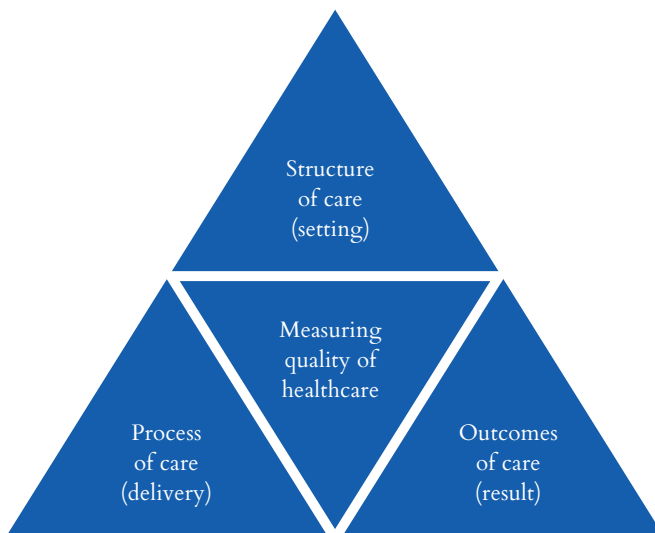 Structure
of care
(setting)
Measuring
quality of
healthcare
Process
of care
(delivery)
Outcomes
of care
(result)